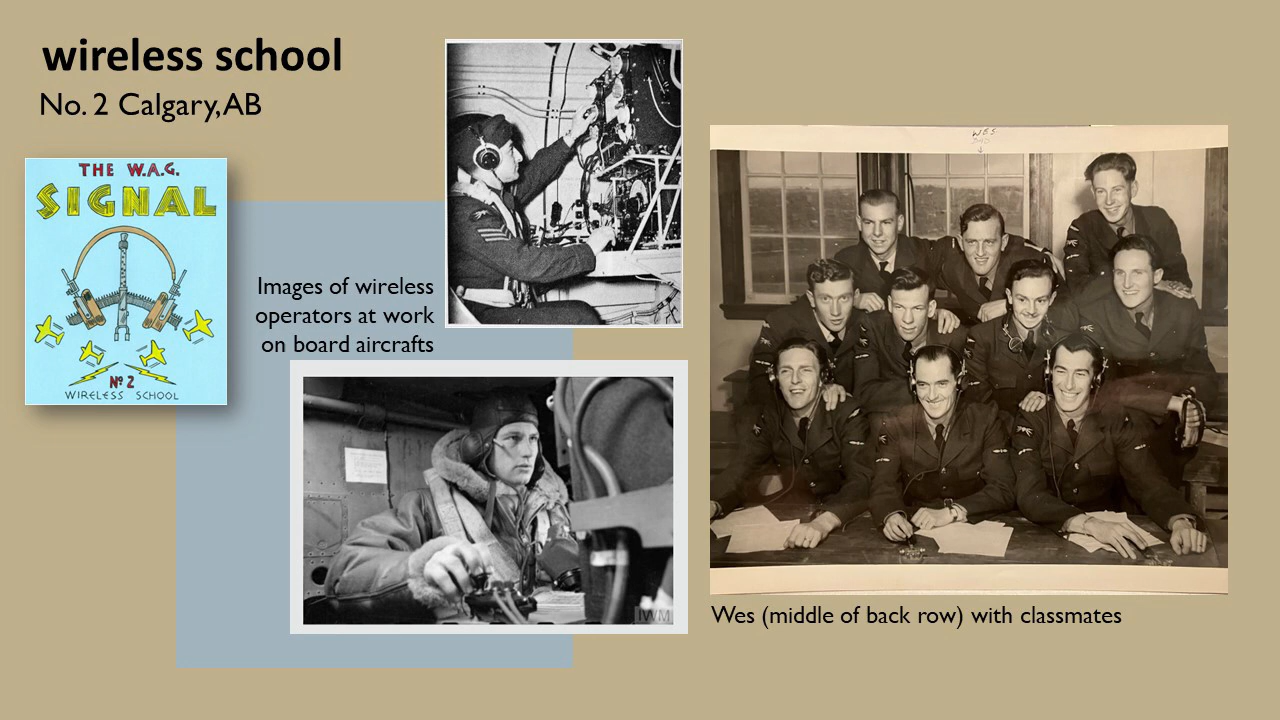 wireless school
No. 2 Calgary,AB
THE W.A.G.
SIGNAL
Nº 2
WIRELESS SCHOOL
Images of wireless
operators at work
on board aircrafts
IWM
WES
Wes (middle of back row) with classmates